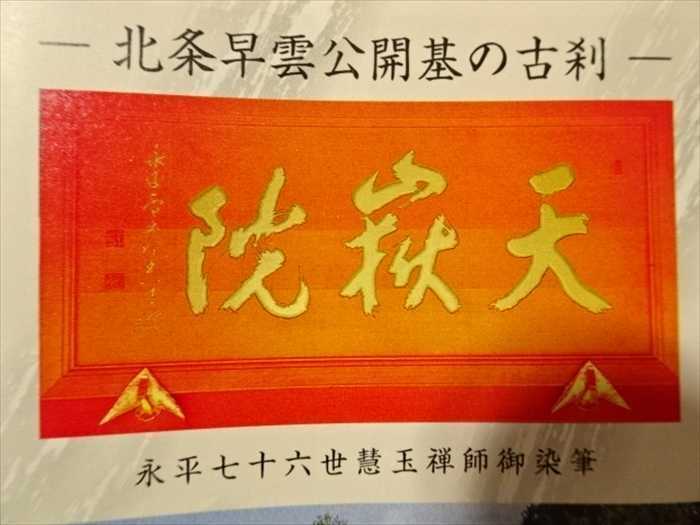 ― 北条早雲公開基の古刹 ―
天嶽院
永平七十六世慧玉禅師御染筆